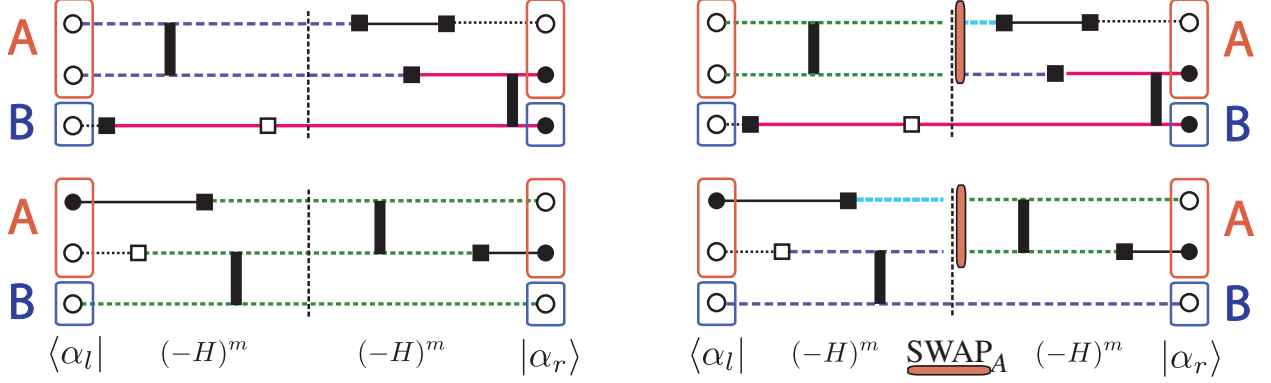 A A
B B
A A
B B
⟨α_l| (−H)^m (−H)^m |α_r⟩ ⟨α_l| (−H)^m SWAP_A (−H)^m |α_r⟩